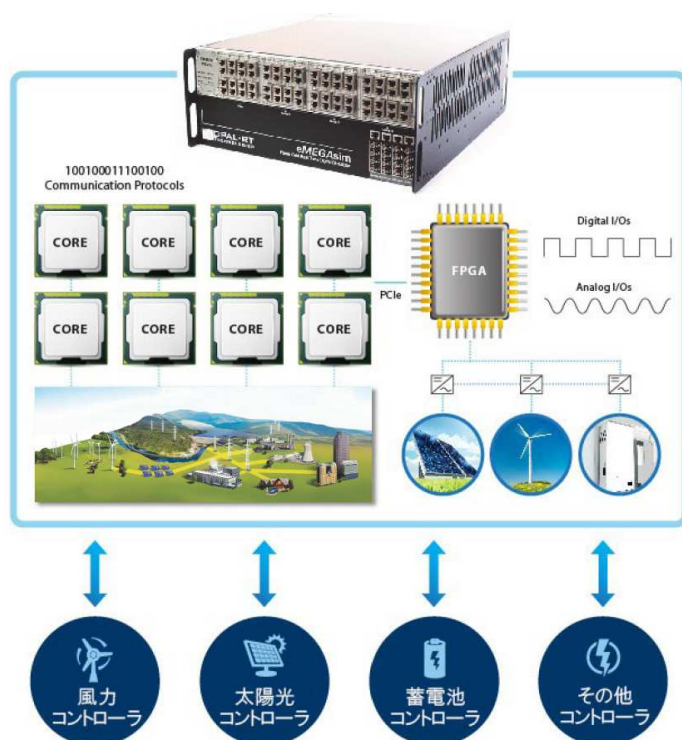 OPAL-RT
eMEGAsim
100100011100100
Communication Protocols
CORE
CORE
CORE
CORE
CORE
CORE
CORE
CORE
PCIe
FPGA
Digital I/Os
Analog I/Os
風力
コントローラ
太陽光
コントローラ
蓄電池
コントローラ
その他
コントローラ